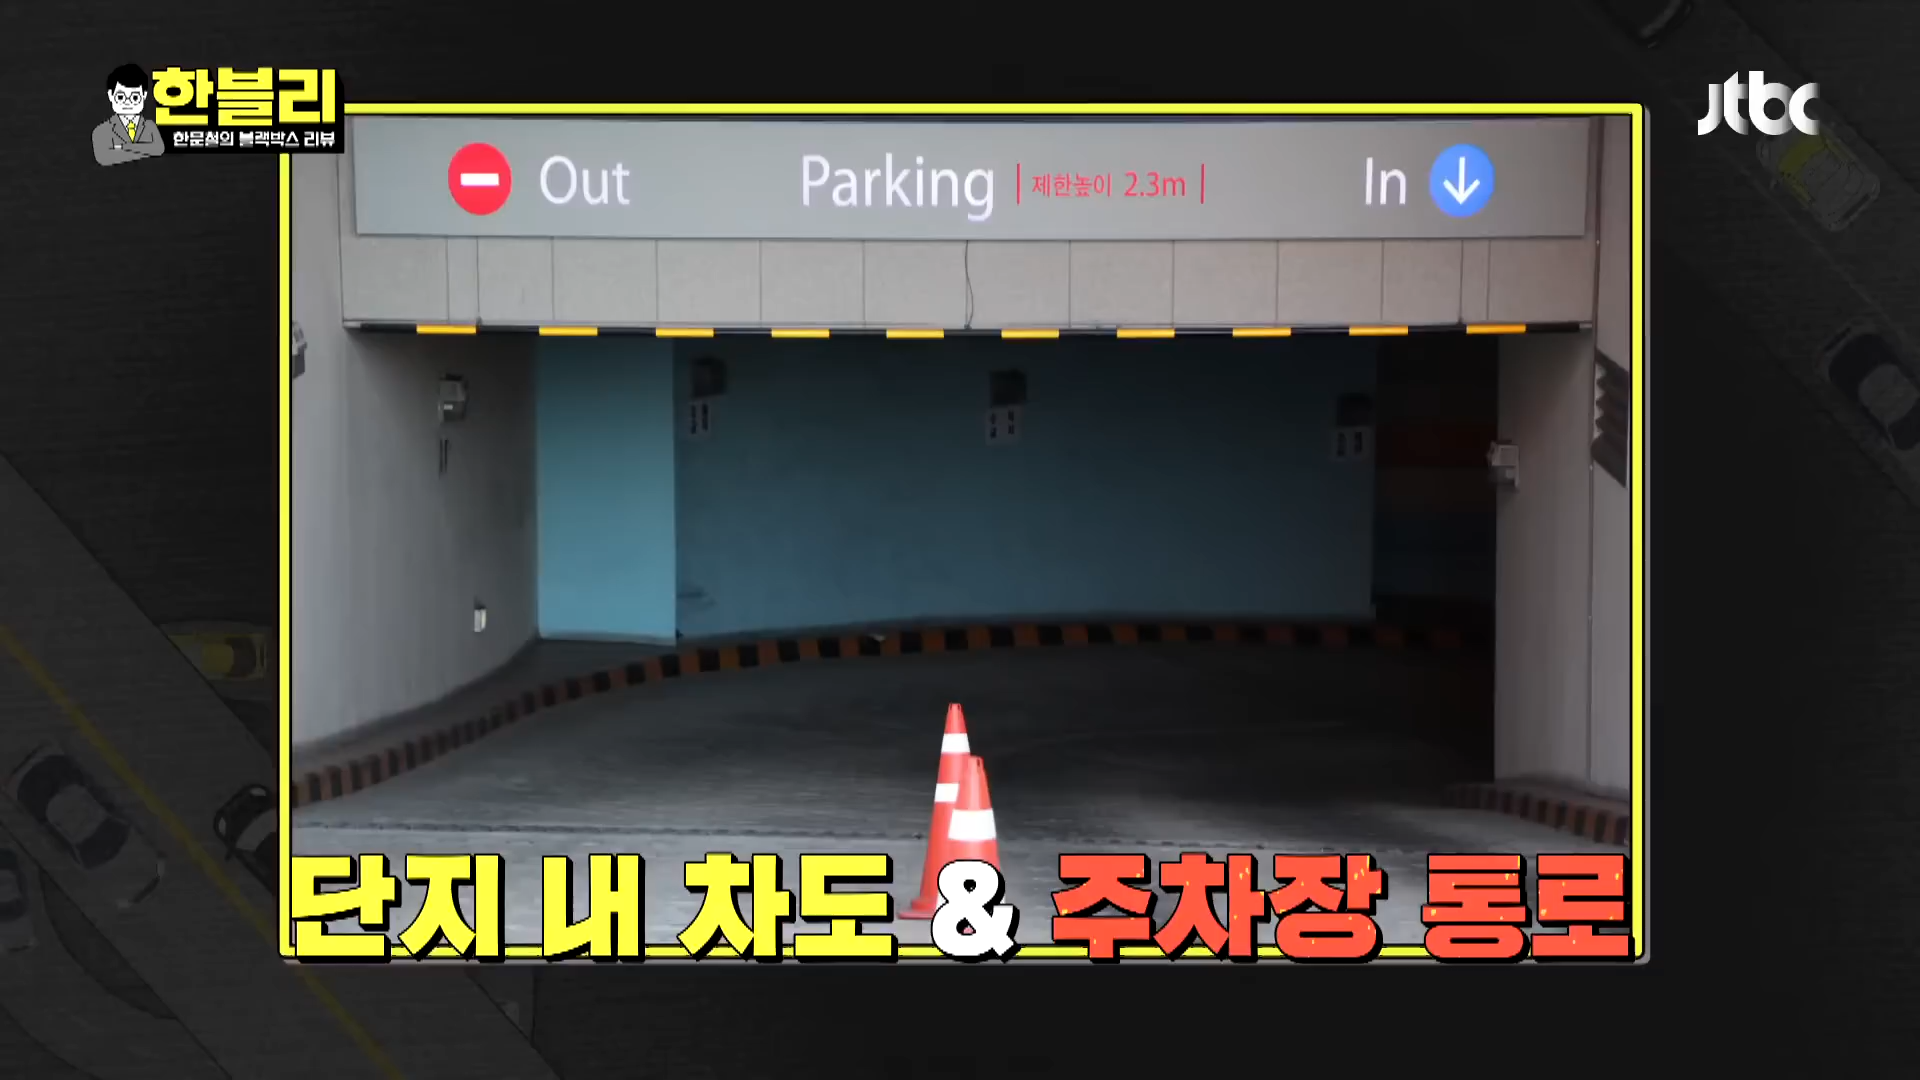 한블리
한문철의 블랙박스 리뷰
jtbc
Out Parking 제한높이 2.3m In
단지 내 차도 & 주차장 통로